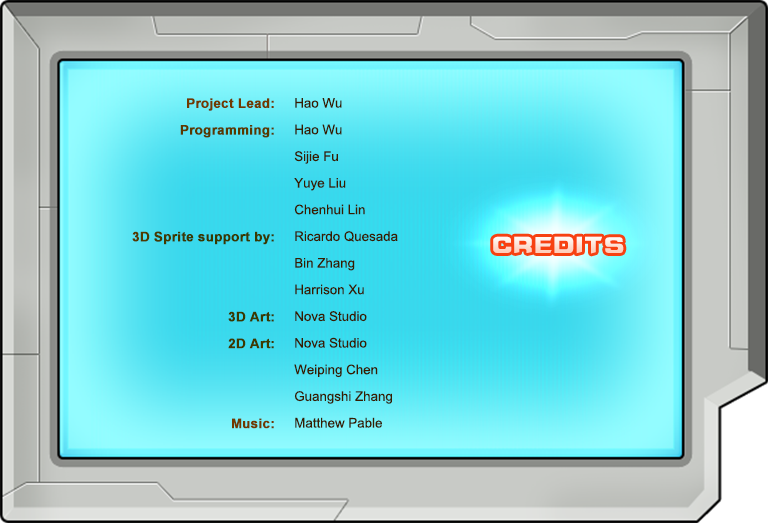 Project Lead: Hao Wu
Programming: Hao Wu
Sijie Fu
Yuye Liu
Chenhui Lin
3D Sprite support by: Ricardo Quesada
CREDITS
Bin Zhang
Harrison Xu
3D Art: Nova Studio
2D Art: Nova Studio
Weiping Chen
Guangshi Zhang
Music: Matthew Pable